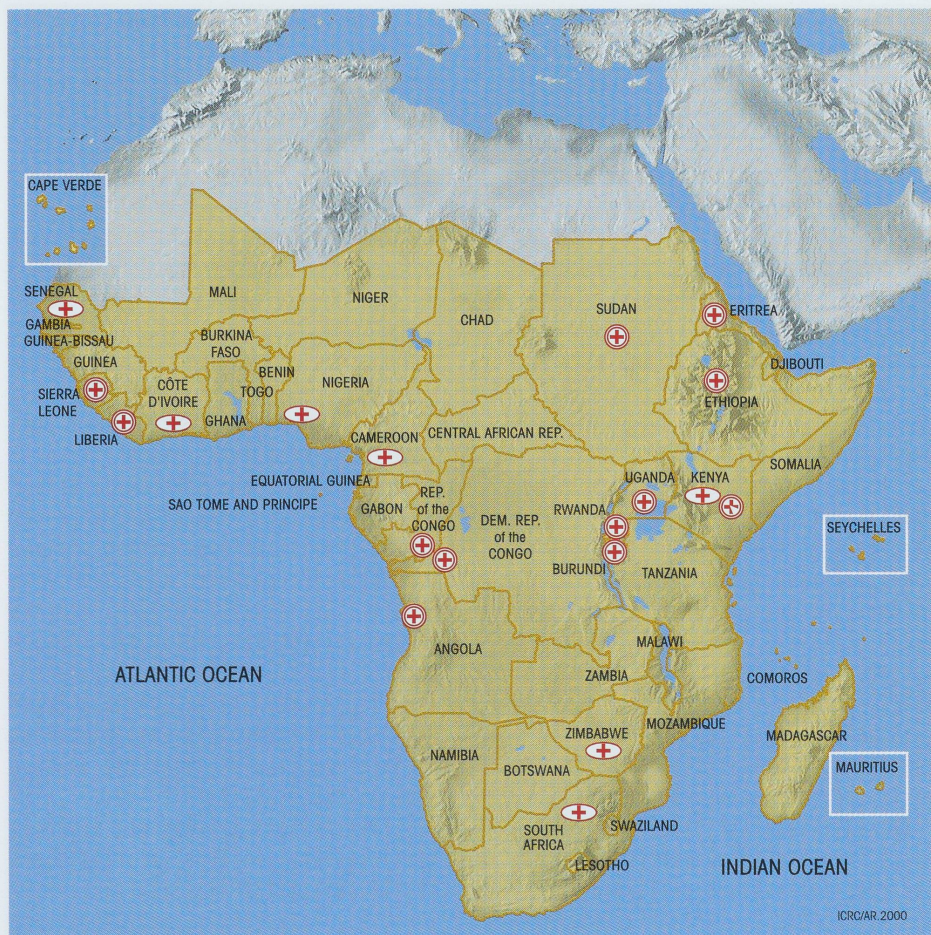 CAPE VERDE
SENEGAL
GAMBIA
GUINEA-BISSAU
GUINEA
SIERRA
LEONE
LIBERIA
MALI
BURKINA
FASO
CÔTE
D'IVOIRE
GHANA
TOGO
BENIN
NIGER
NIGERIA
CHAD
SUDAN
ERITREA
DJIBOUTI
ETHIOPIA
SOMALIA
CAMEROON
CENTRAL AFRICAN REP.
EQUATORIAL GUINEA
SAO TOME AND PRINCIPE
GABON
REP.
of the
CONGO
DEM. REP.
of the
CONGO
UGANDA
KENYA
RWANDA
BURUNDI
TANZANIA
SEYCHELLES
ANGOLA
MALAWI
ZAMBIA
COMOROS
MOZAMBIQUE
ZIMBABWE
MADAGASCAR
NAMIBIA
BOTSWANA
MAURITIUS
SOUTH
AFRICA
SWAZILAND
LESOTHO
ATLANTIC OCEAN
INDIAN OCEAN
ICRC/AR.2000